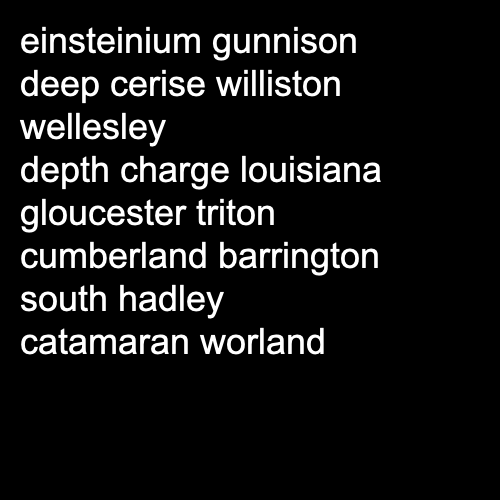 einsteinium gunnison
deep cerise williston
wellesley
depth charge louisiana
gloucester triton
cumberland barrington
south hadley
catamaran worland